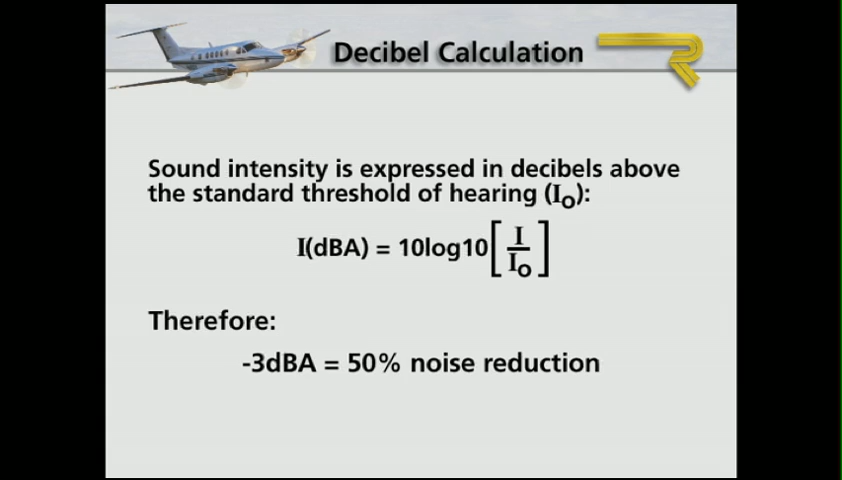 Decibel Calculation
Sound intensity is expressed in decibels above
the standard threshold of hearing (Io):
I(dBA) = 10log10[I/Io]
Therefore:
-3dBA = 50% noise reduction